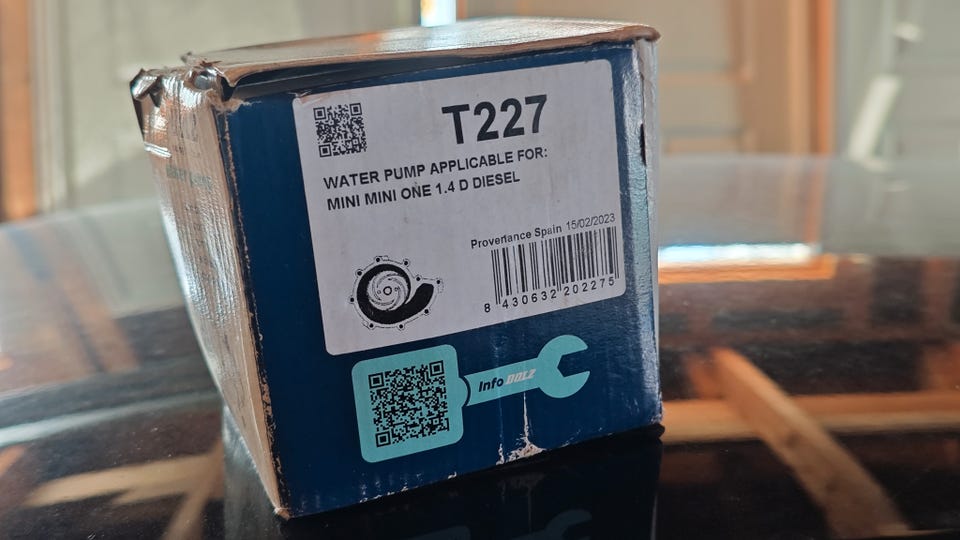 T227
WATER PUMP APPLICABLE FOR:
MINI MINI ONE 1.4 D DIESEL
Provenance Spain 15/02/2023
8 430632 202275
Info DOLZ